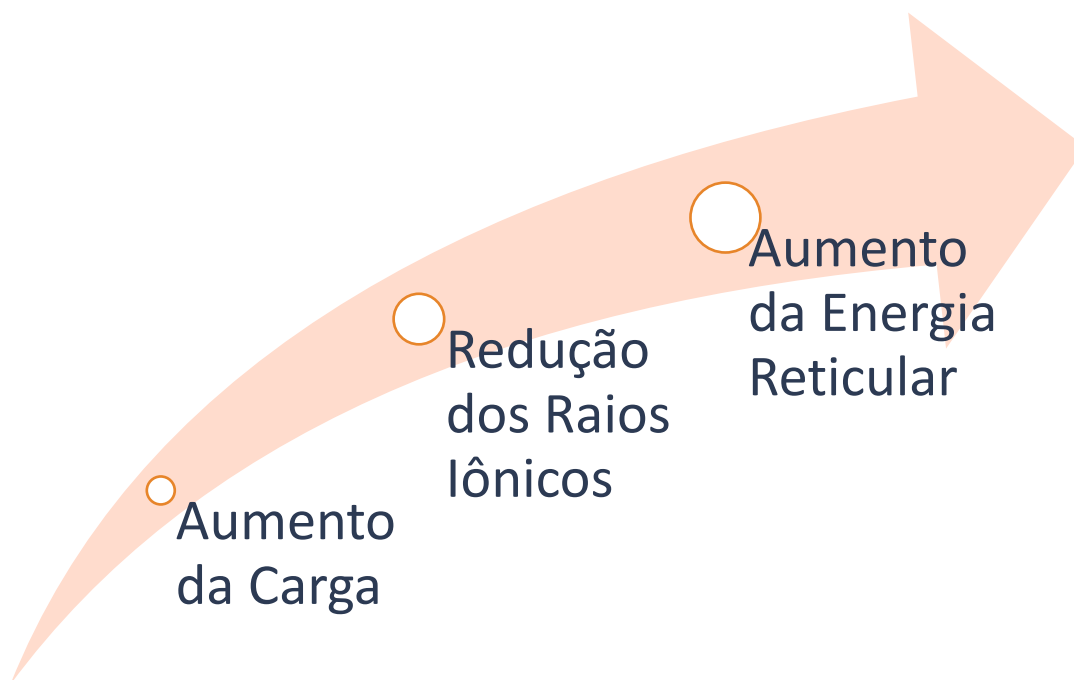 Aumento
da Carga
Redução
dos Raios
Iônicos
Aumento
da Energia
Reticular